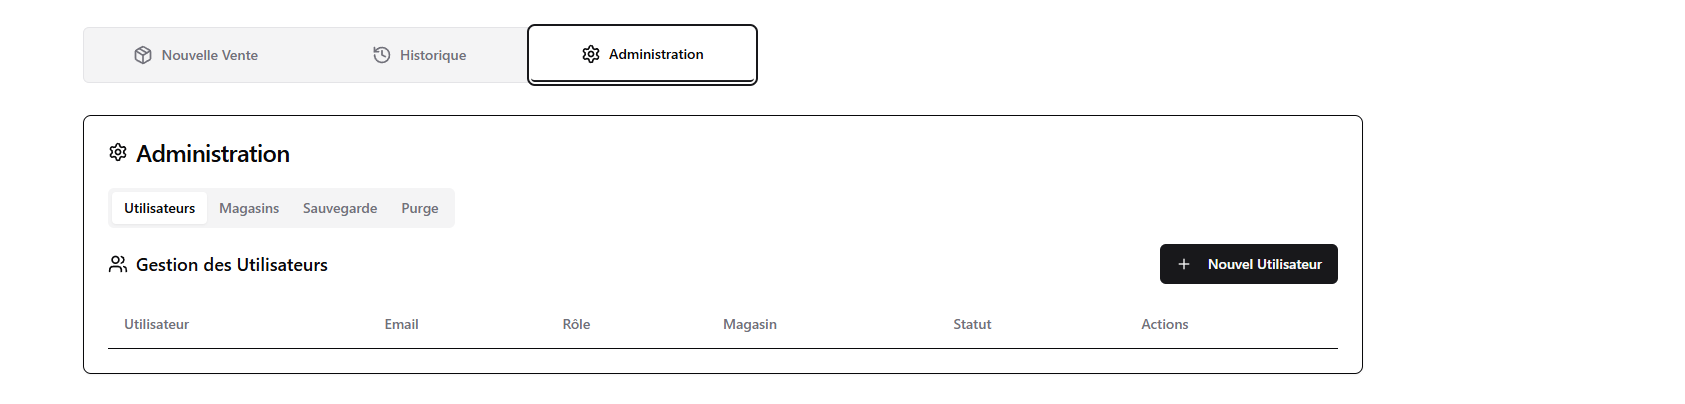 Nouvelle Vente Historique Administration
Administration
Utilisateurs Magasins Sauvegarde Purge
Gestion des Utilisateurs Nouvel Utilisateur
Utilisateur Email Rôle Magasin Statut Actions